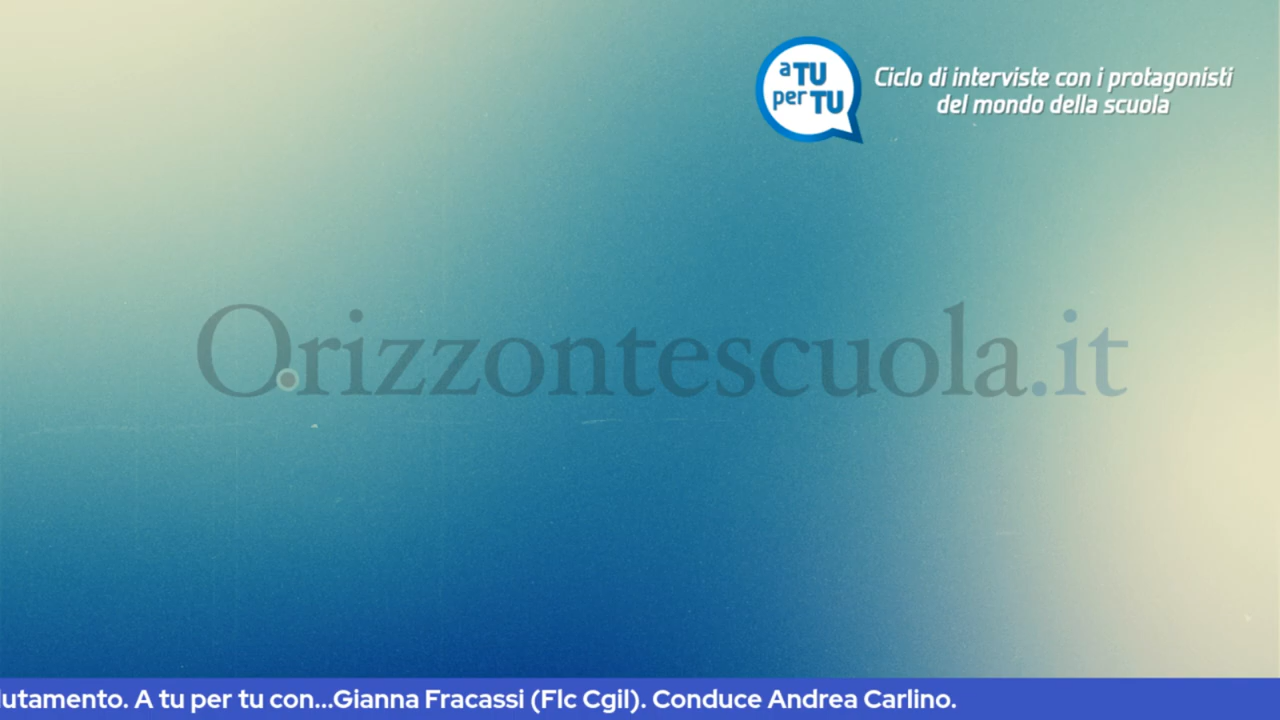 a TU
per TU
Ciclo di interviste con i protagonisti
del mondo della scuola
Orizzontescuola.it
lutamento. A tu per tu con...Gianna Fracassi (Flc Cgil). Conduce Andrea Carlino.